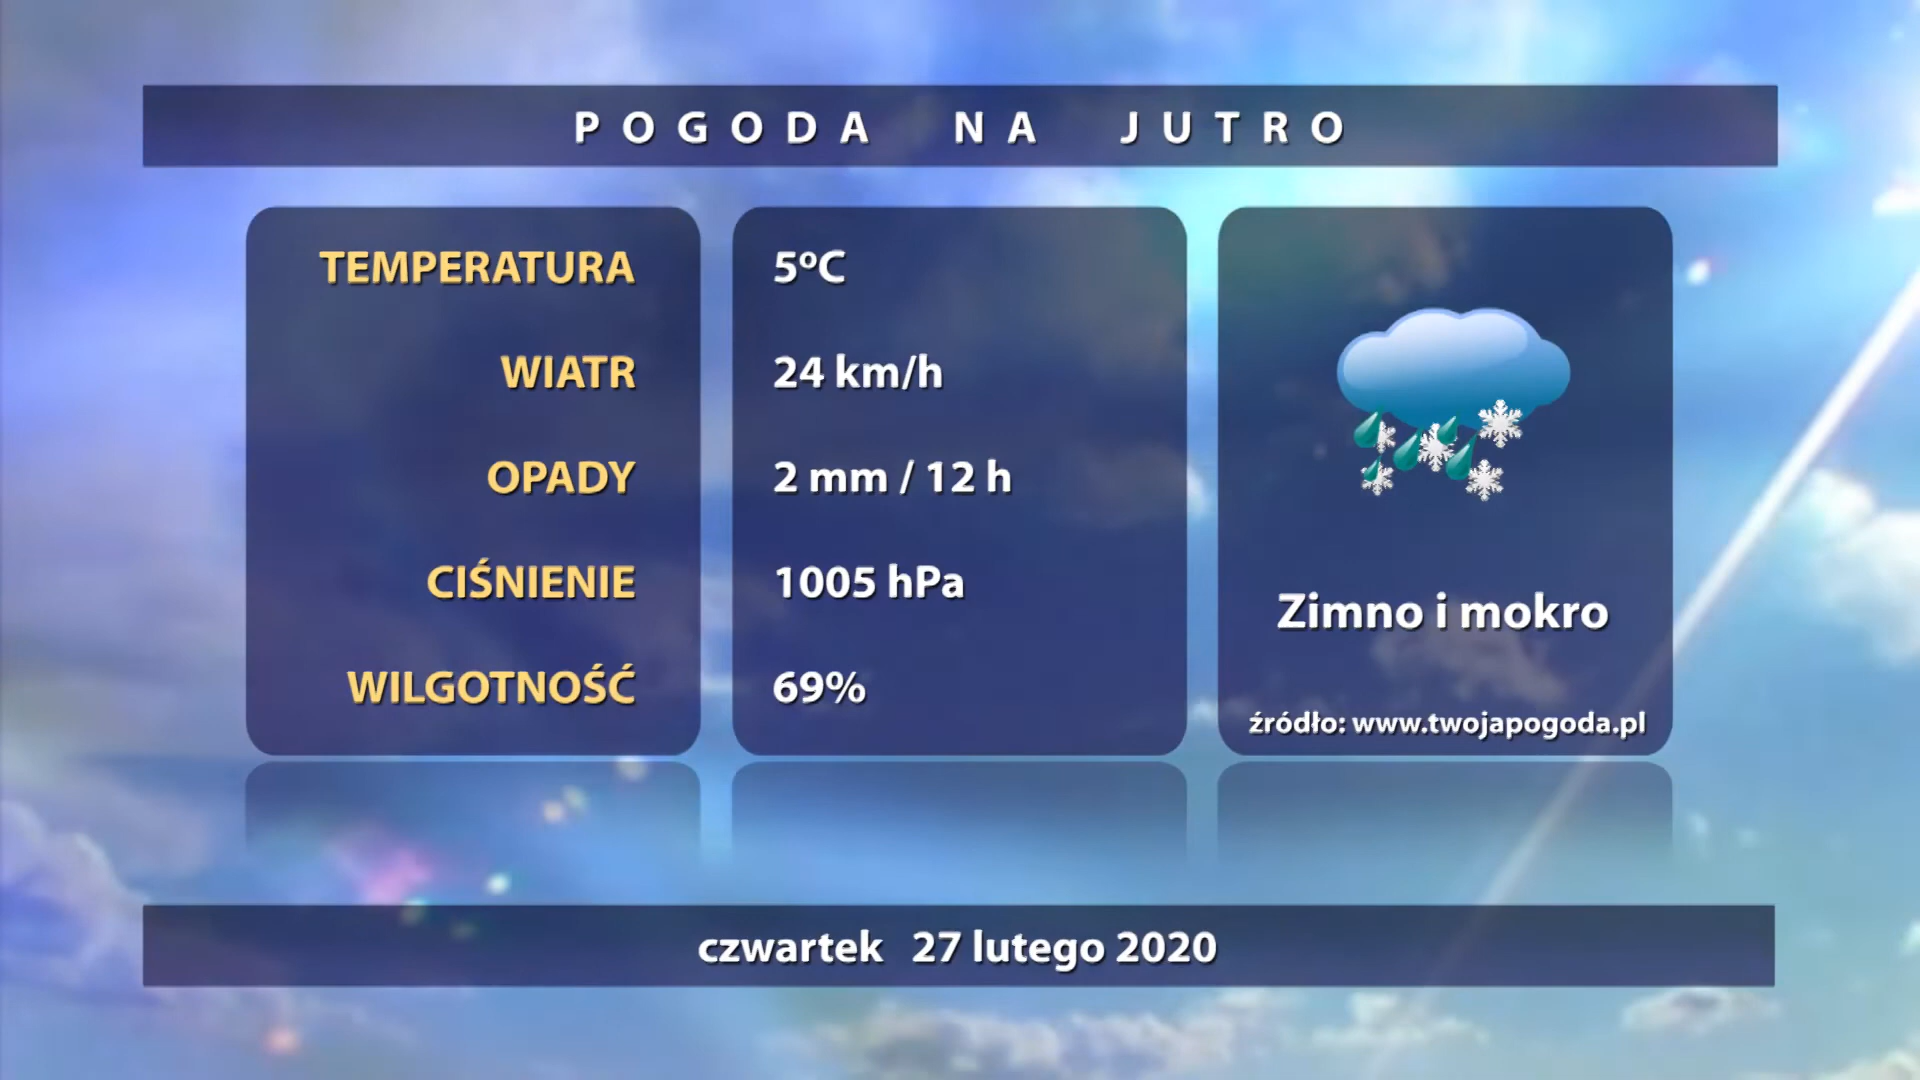 POGODA NA JUTRO
TEMPERATURA 5ºC
WIATR 24 km/h
OPADY 2 mm / 12 h
CIŚNIENIE 1005 hPa
WILGOTNOŚĆ 69%
Zimno i mokro
źródło: www.twojapogoda.pl
czwartek 27 lutego 2020